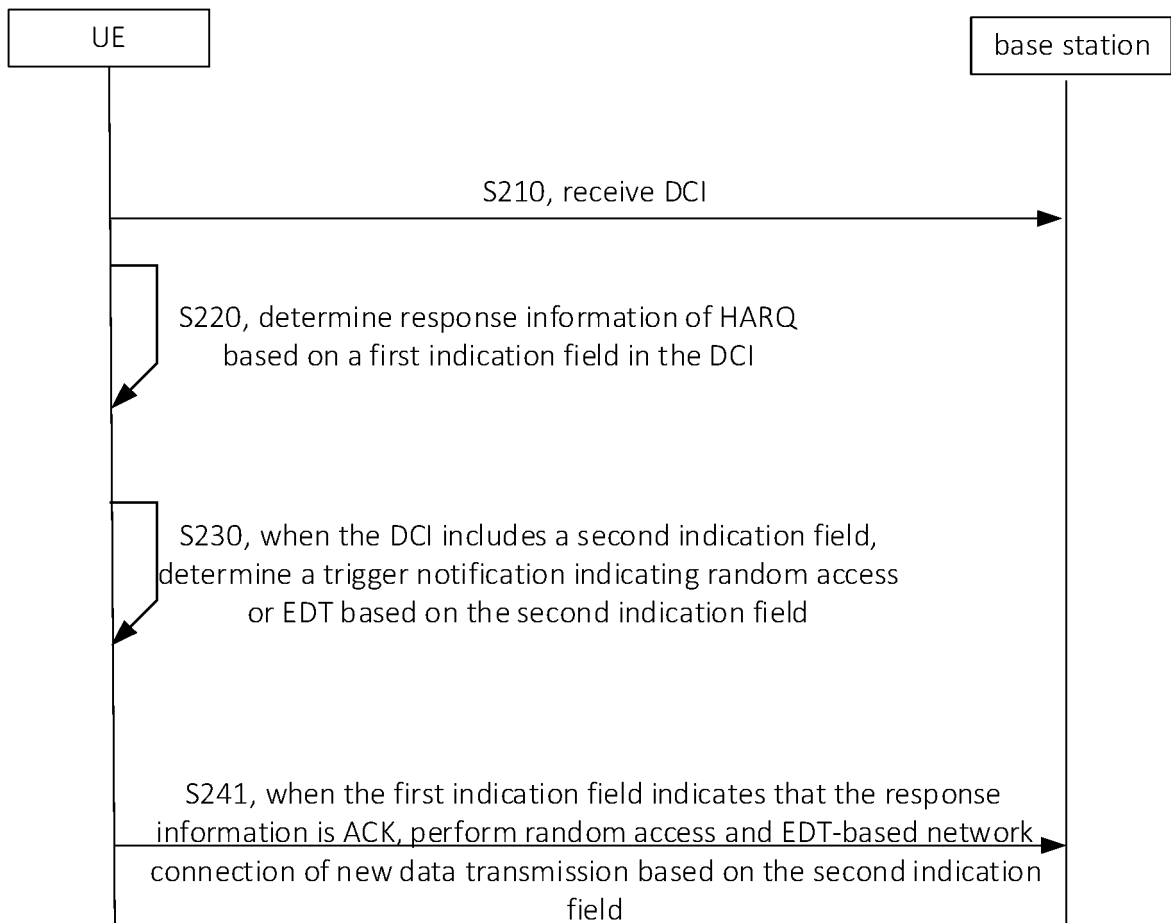 UE
base station
S210, receive DCI
S220, determine response information of HARQ
based on a first indication field in the DCI
S230, when the DCI includes a second indication field,
determine a trigger notification indicating random access
or EDT based on the second indication field
S241, when the first indication field indicates that the response
information is ACK, perform random access and EDT-based network
connection of new data transmission based on the second indication
field